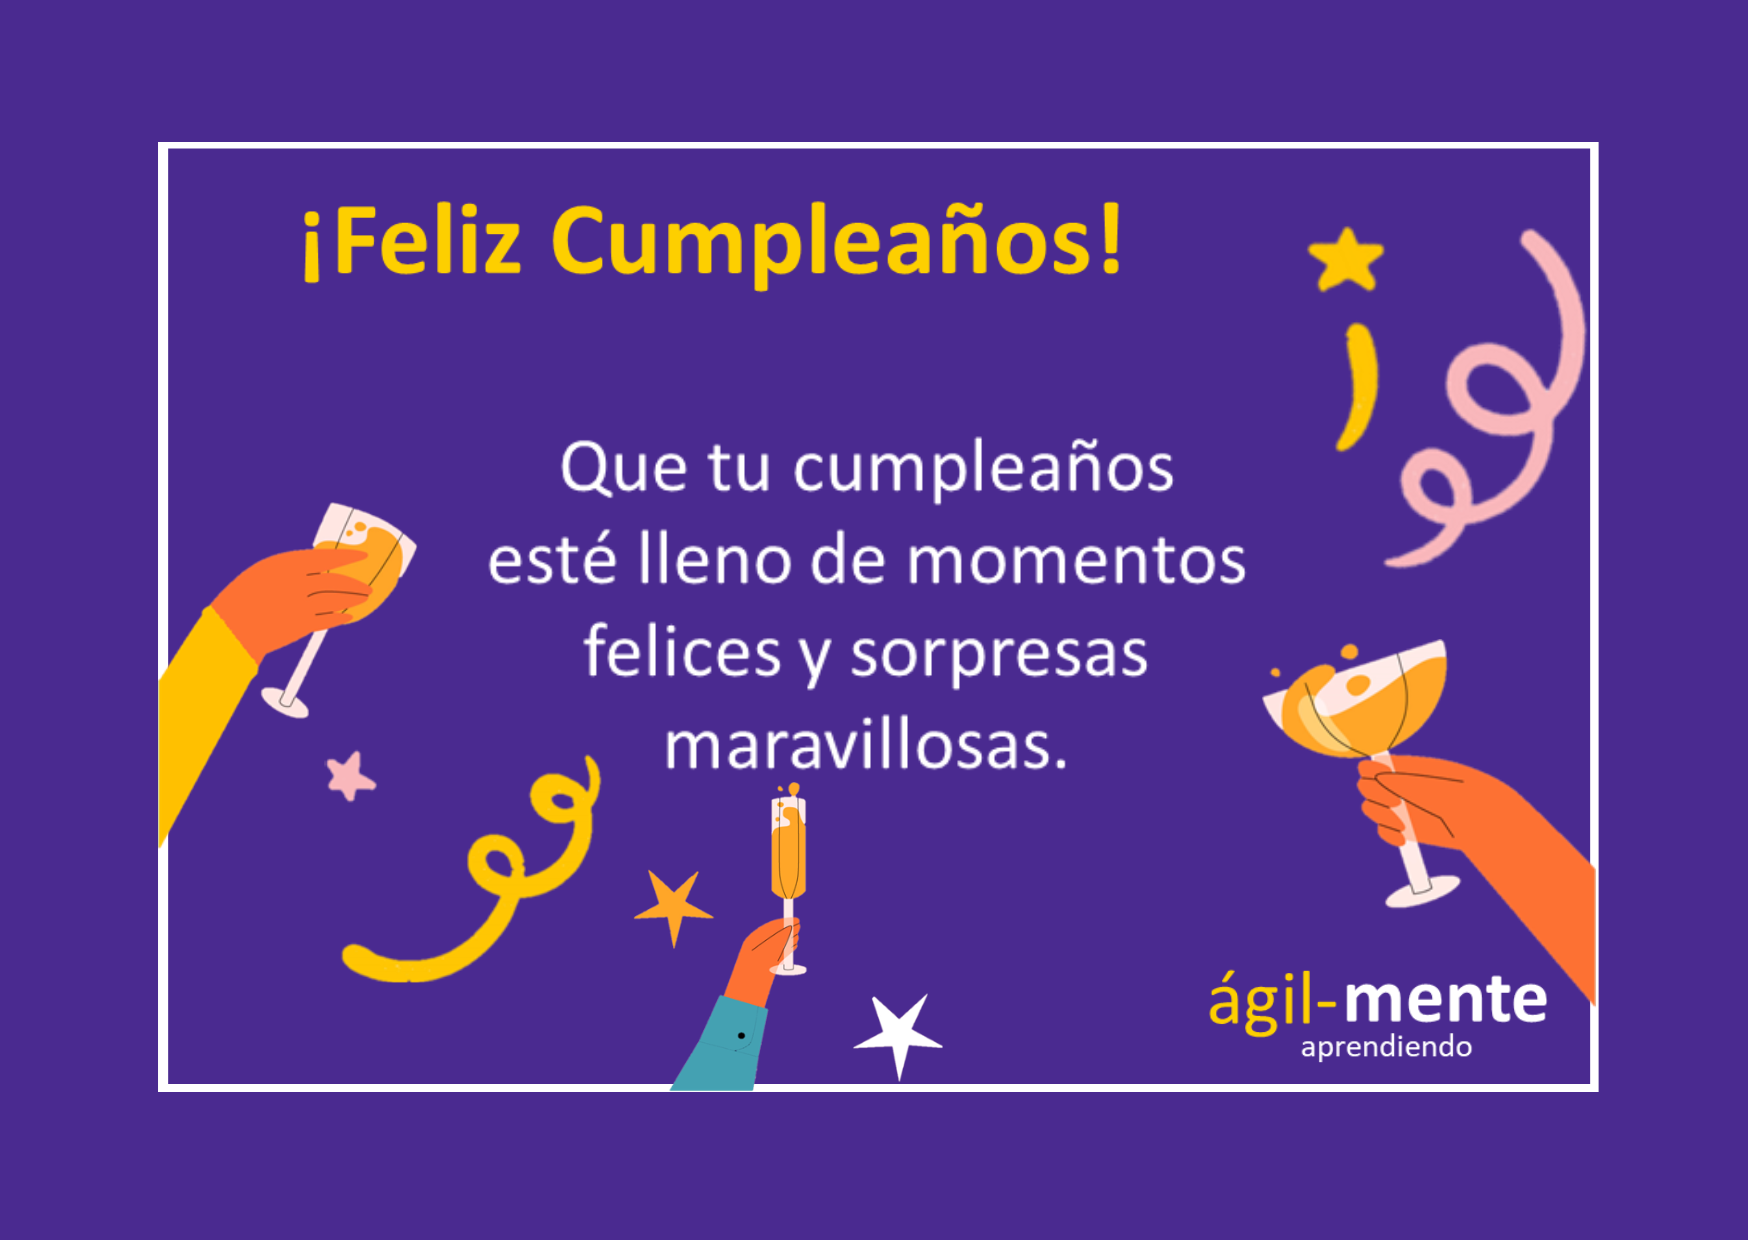 ¡Feliz Cumpleaños!
Que tu cumpleaños
esté lleno de momentos
felices y sorpresas
maravillosas.
ágil-mente
aprendiendo